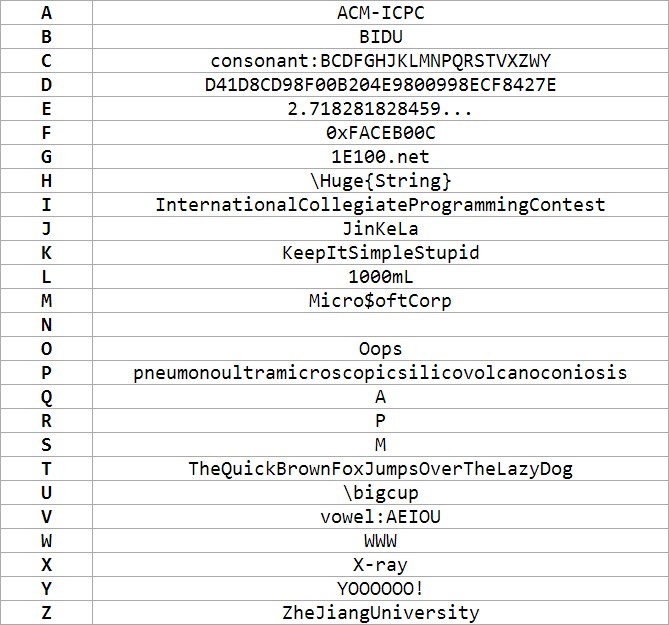 A ACM-ICPC
B BIDU
C consonant:BCDFGHJKLMNPQRSTVXZWY
D D41D8CD98F00B204E9800998ECF8427E
E 2.718281828459...
F 0xFACEB00C
G 1E100.net
H \Huge{String}
I InternationalCollegiateProgrammingContest
J JinKeLa
K KeepItSimpleStupid
L 1000mL
M Micro$oftCorp
N
O Oops
P pneumonoultramicroscopicsilicovolcanoconiosis
Q A
R P
S M
T TheQuickBrownFoxJumpsOverTheLazyDog
U \bigcup
V vowel:AEIOU
W WWW
X X-ray
Y YOOOOOO!
Z ZheJiangUniversity